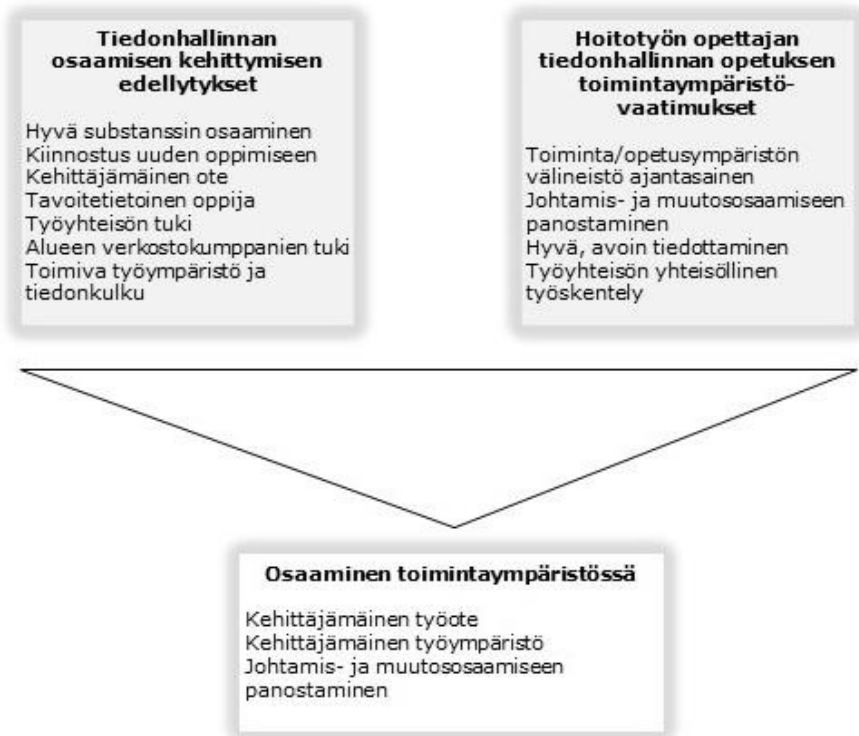 Tiedonhallinnan
osaamisen kehittymisen
edellytykset
Hyvä substanssin osaaminen
Kiinnostus uuden oppimiseen
Kehittäjämäinen ote
Tavoitetietoinen oppija
Työyhteisön tuki
Alueen verkostokumppanien tuki
Toimiva työympäristö ja
tiedonkulku
Hoitotyön opettajan
tiedonhallinnan opetuksen
toimintaympäristö-
vaatimukset
Toiminta/opetusympäristön
välineistö ajantasainen
Johtamis- ja muutososaamiseen
panostaminen
Hyvä, avoin tiedottaminen
Työyhteisön yhteisöllinen
työskentely
Osaaminen toimintaympäristössä
Kehittäjämäinen työote
Kehittäjämäinen työympäristö
Johtamis- ja muutososaamiseen
panostaminen